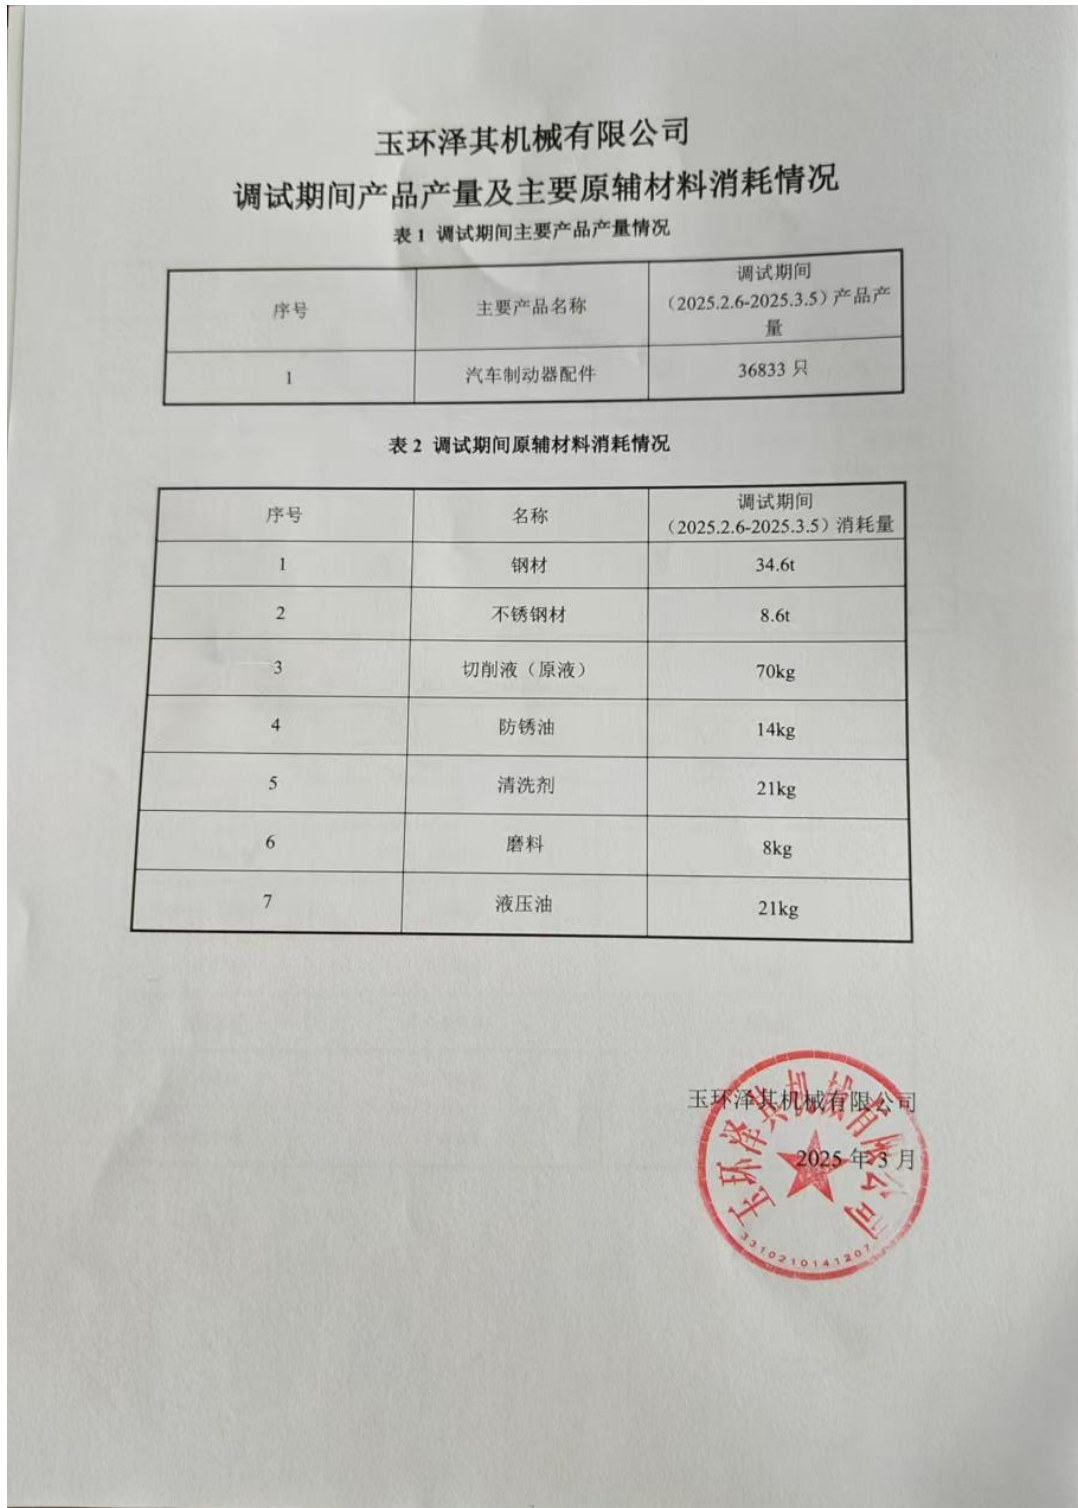 玉环泽其机械有限公司
调试期间产品产量及主要原辅材料消耗情况
表 1 调试期间主要产品产量情况
序号 主要产品名称 调试期间
（2025.2.6-2025.3.5）产品产
量
1 汽车制动器配件 36833 只
表 2 调试期间原辅材料消耗情况
序号 名称 调试期间
（2025.2.6-2025.3.5）消耗量
1 钢材 34.6t
2 不锈钢材 8.6t
3 切削液（原液） 70kg
4 防锈油 14kg
5 清洗剂 21kg
6 磨料 8kg
7 液压油 21kg
玉环泽其机械有限公司
2025 年 3 月
玉环泽其机械有限公司
3310210141207